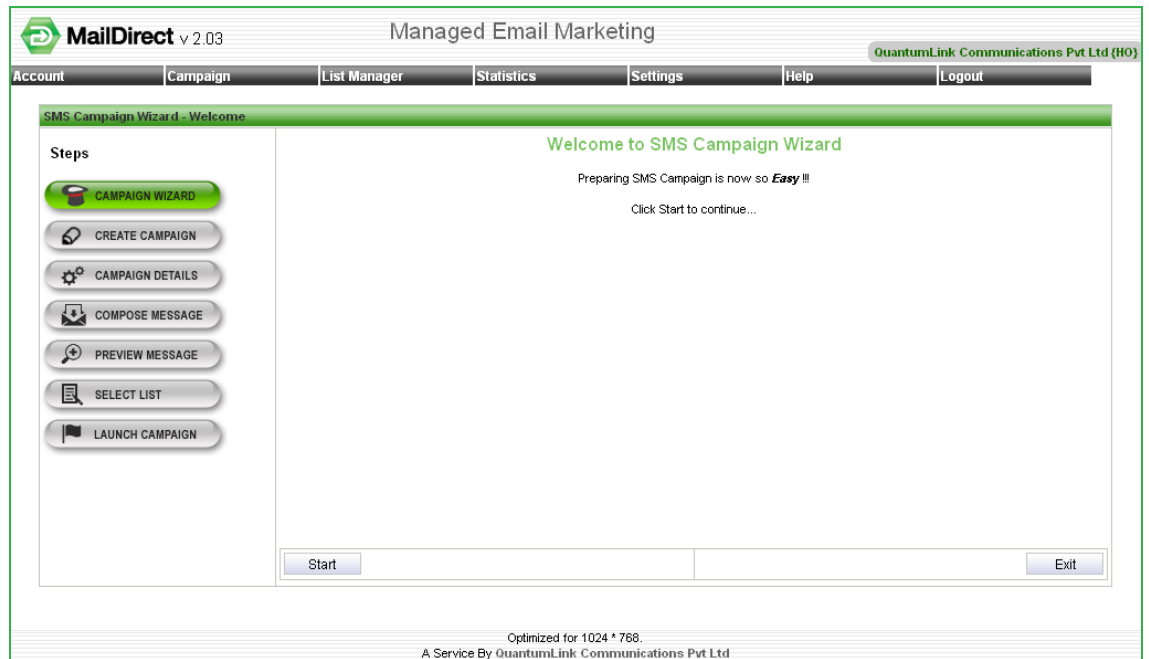 MailDirect v 2.03
Managed Email Marketing
QuantumLink Communications Pvt Ltd {HO}
Account Campaign List Manager Statistics Settings Help Logout
SMS Campaign Wizard - Welcome
Steps
CAMPAIGN WIZARD
CREATE CAMPAIGN
CAMPAIGN DETAILS
COMPOSE MESSAGE
PREVIEW MESSAGE
SELECT LIST
LAUNCH CAMPAIGN
Welcome to SMS Campaign Wizard
Preparing SMS Campaign is now so Easy !!!
Click Start to continue...
Start Exit
Optimized for 1024 * 768.
A Service By QuantumLink Communications Pvt Ltd